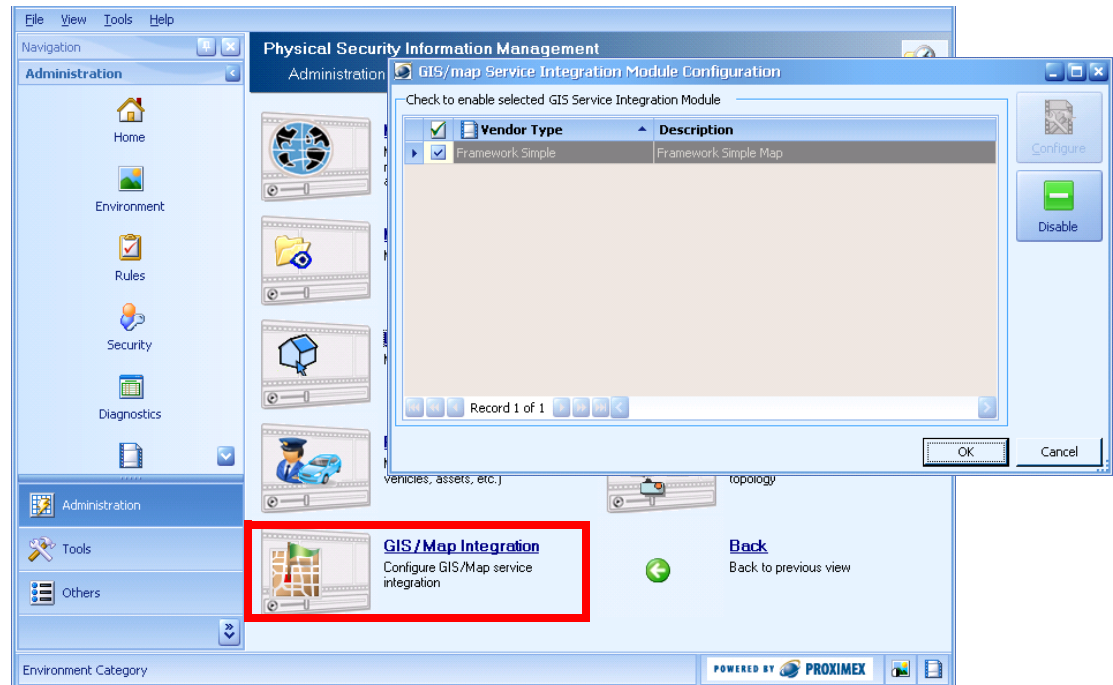 File View Tools Help
Navigation
Administration
Home
Environment
Rules
Security
Diagnostics
Administration
Tools
Others
Environment Category
Physical Security Information Management
Administration
vehicles, assets, etc.)
topology
GIS/Map Integration
Configure GIS/Map service
integration
Back
Back to previous view
POWERED BY PROXIMEX
GIS/map Service Integration Module Configuration
Check to enable selected GIS Service Integration Module
Vendor Type Description
Framework Simple Framework Simple Map
Record 1 of 1
Configure
Disable
OK Cancel